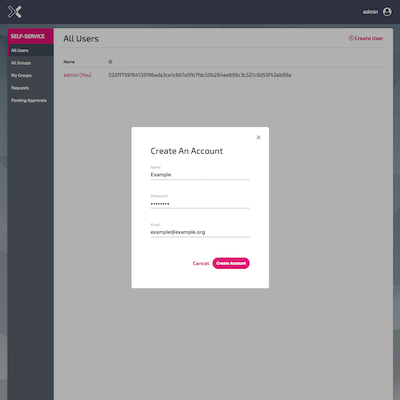 admin
SELF-SERVICE
All Users
All Groups
My Groups
Requests
Pending Approvals
All Users
Create User
Name
ID
admin (You)
Create An Account
Name
Example
Password
••••••••
Email
example@example.org
Cancel
Create Account